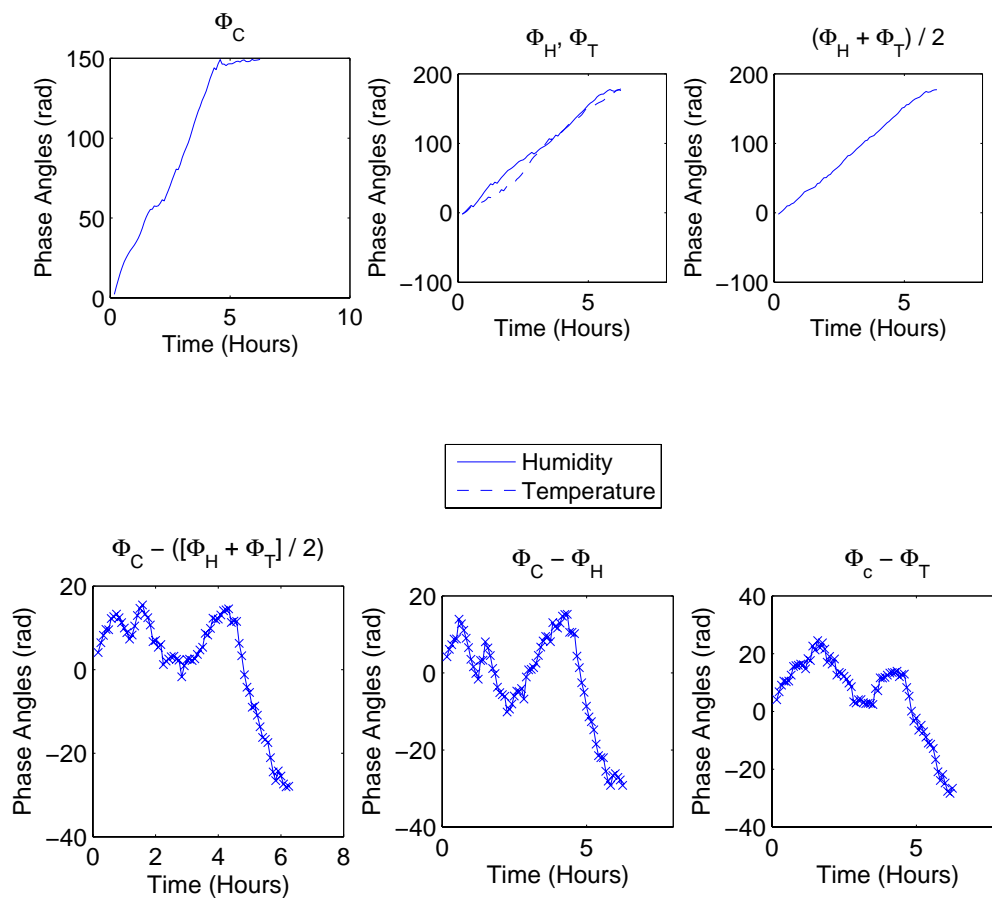 Φ_C
Phase Angles (rad)
150
100
50
0
0 5 10
Time (Hours)
Φ_H, Φ_T
Phase Angles (rad)
200
100
0
−100
0 5
Time (Hours)
(Φ_H + Φ_T) / 2
Phase Angles (rad)
200
100
0
−100
0 5
Time (Hours)
Humidity
Temperature
Φ_C − ([Φ_H + Φ_T] / 2)
Phase Angles (rad)
20
0
−20
−40
0 2 4 6 8
Time (Hours)
Φ_C − Φ_H
Phase Angles (rad)
20
0
−20
−40
0 5
Time (Hours)
Φ_c − Φ_T
Phase Angles (rad)
40
20
0
−20
−40
0 5
Time (Hours)